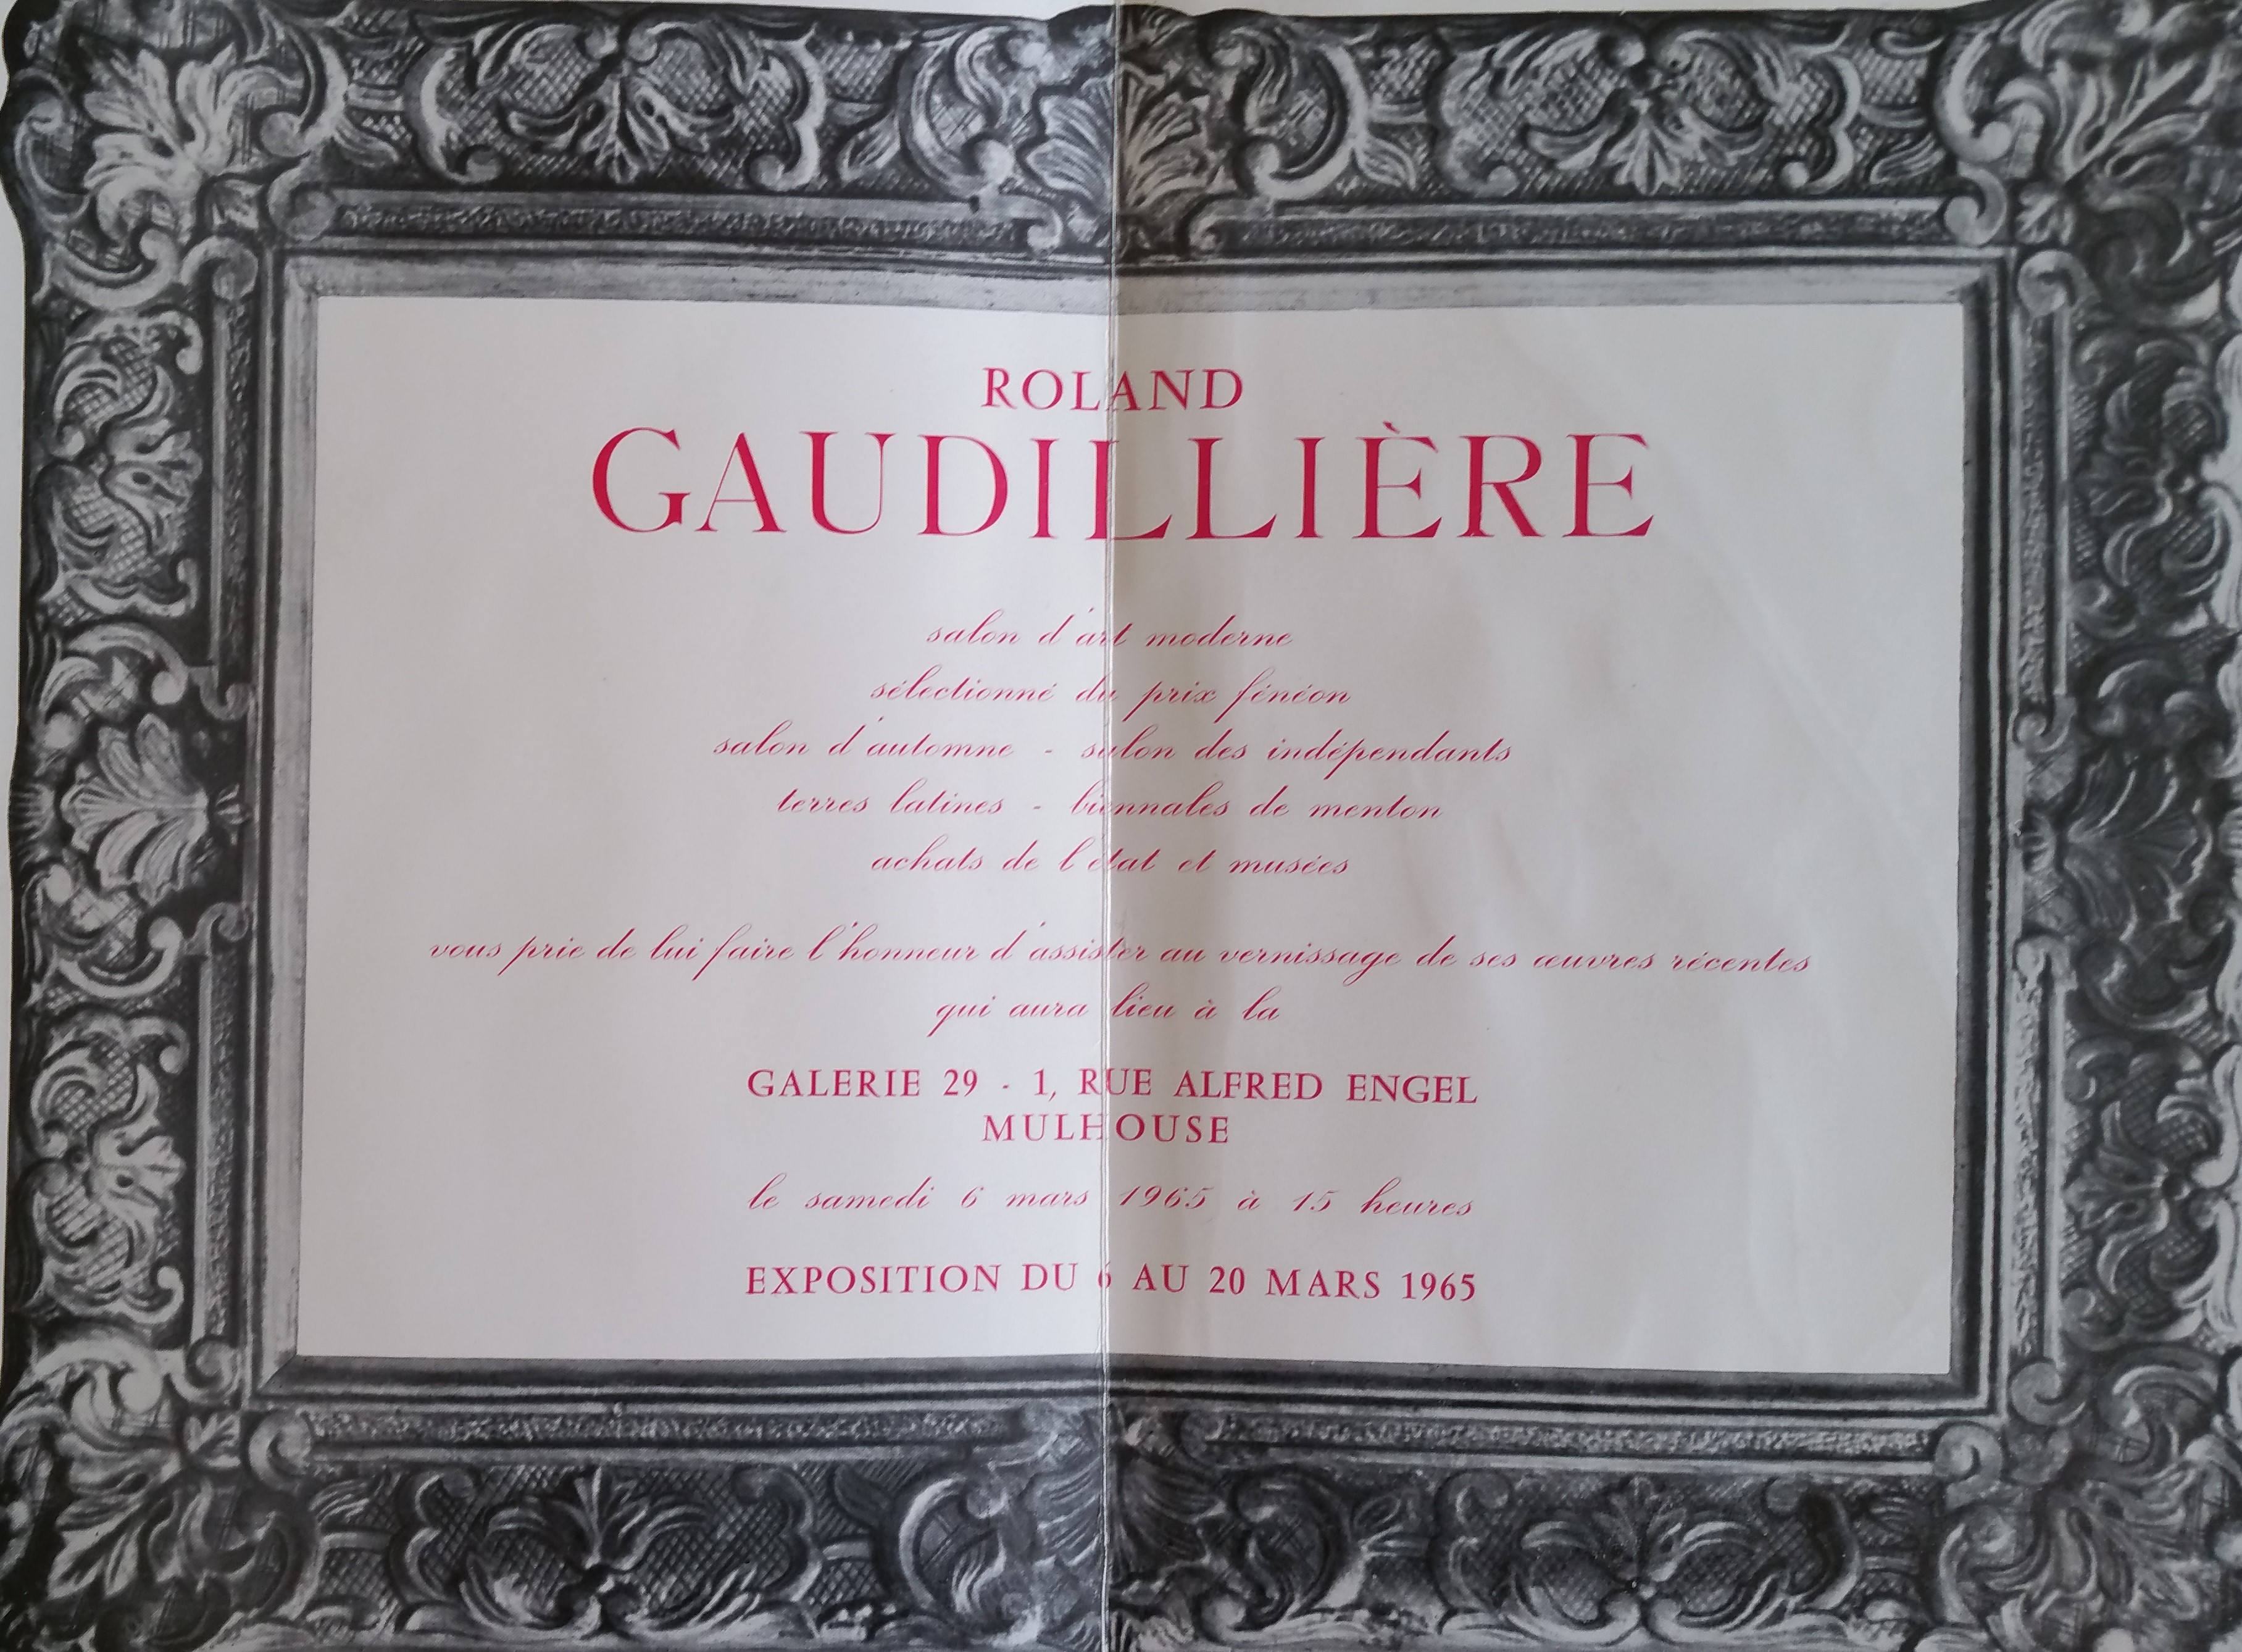 ROLAND
GAUDILLIÈRE
salon d'art moderne
sélectionné du prix fénéon
salon d'automne - salon des indépendants
terres latines - biennales de menton
achats de l'état et musées
vous prie de lui faire l'honneur d'assister au vernissage de ses œuvres récentes
qui aura lieu à la
GALERIE 29 - 1, RUE ALFRED ENGEL
MULHOUSE
le samedi 6 mars 1965 à 15 heures
EXPOSITION DU 6 AU 20 MARS 1965